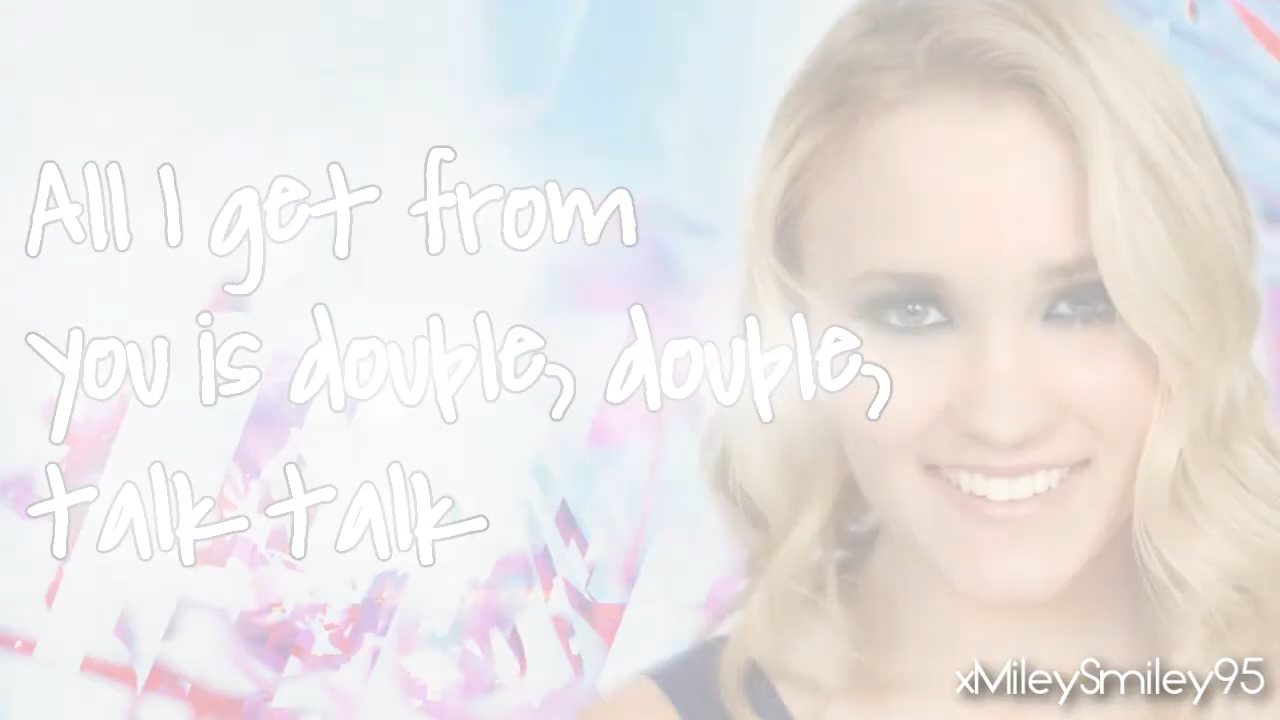 All I get from
you is double, double,
talk talk
xMileySmiley95